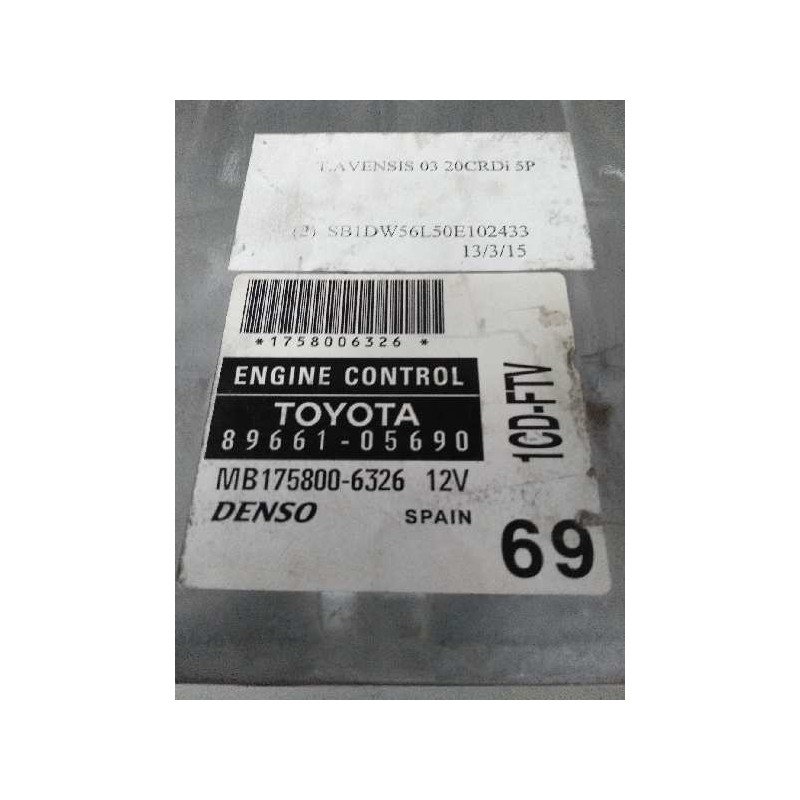 T.AVENSIS 03 20CRDi 5P
(2) SB1DW56L50E102433
13/3/15
*1758006326*
ENGINE CONTROL
TOYOTA
89661-05690
MB175800-6326 12V
DENSO SPAIN
1CD-FTV
69